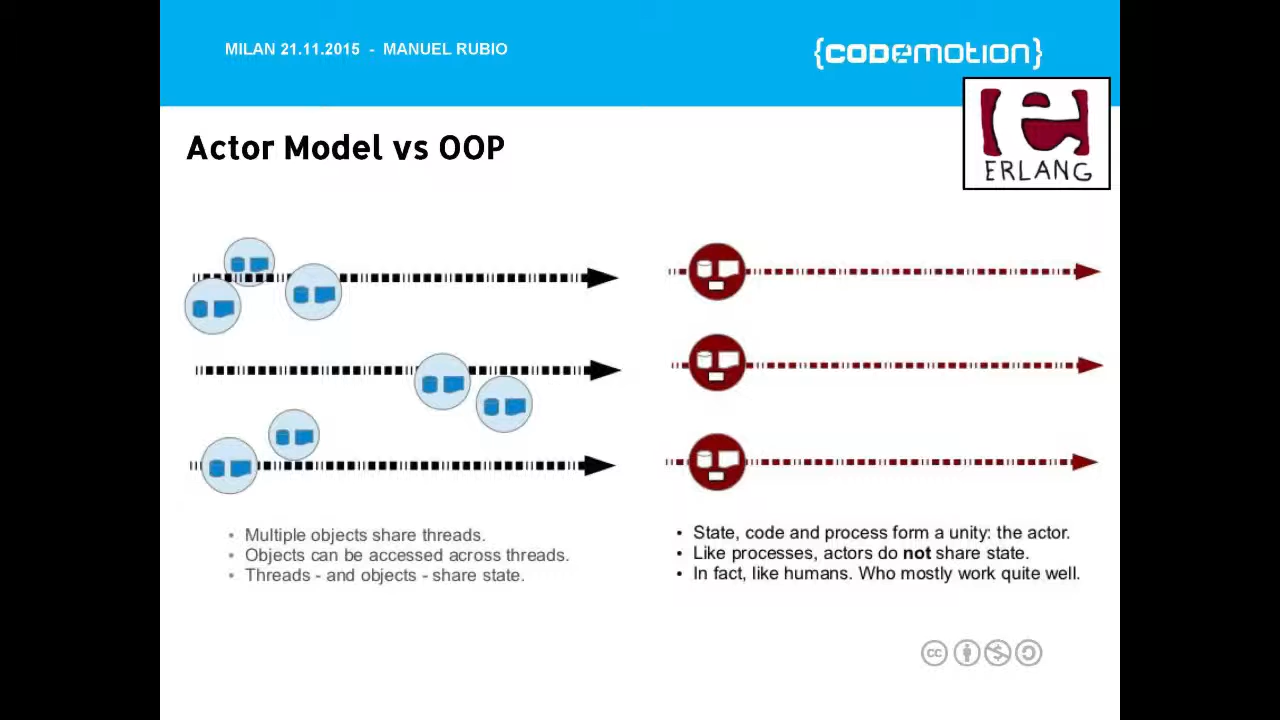 MILAN 21.11.2015 - MANUEL RUBIO
{CODEMOTION}
ERLANG
Actor Model vs OOP
• Multiple objects share threads.
• Objects can be accessed across threads.
• Threads - and objects - share state.
• State, code and process form a unity: the actor.
• Like processes, actors do not share state.
• In fact, like humans. Who mostly work quite well.
cc